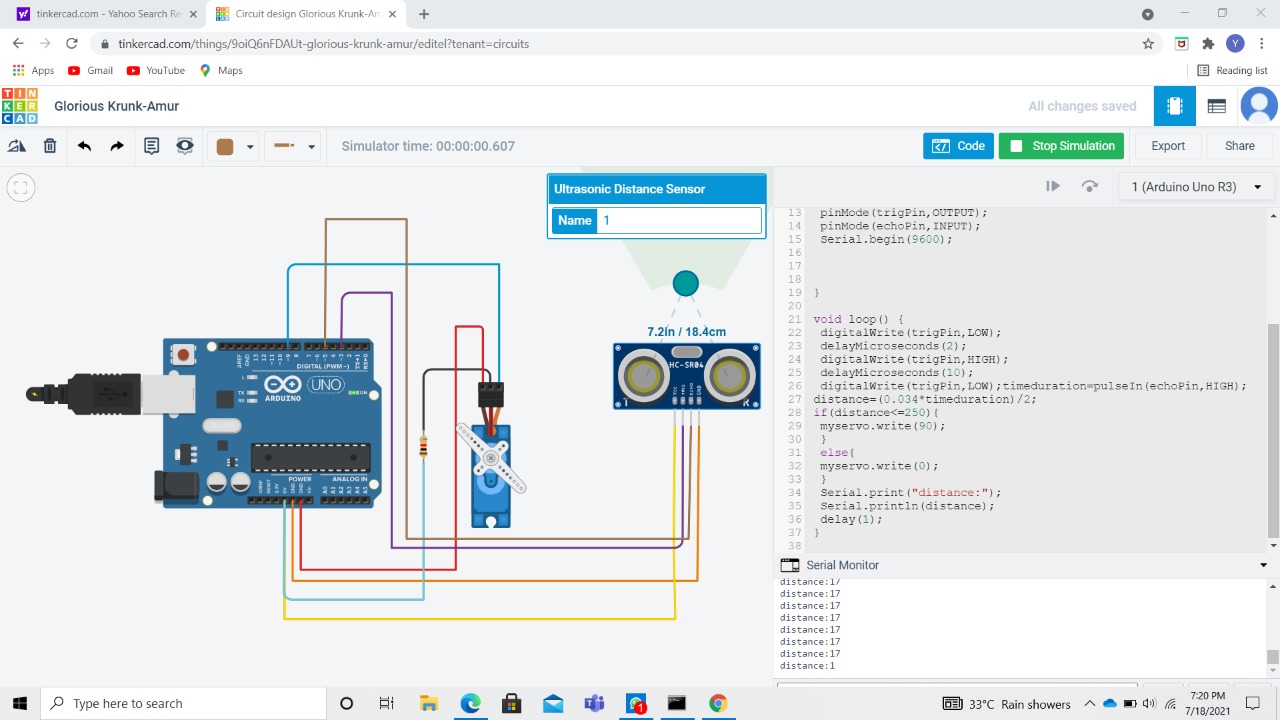 tinkercad.com - Yahoo Search Re
Circuit design Glorious Krunk-Am
tinkercad.com/things/9oiQ6nFDAUt-glorious-krunk-amur/editel?tenant=circuits
Y
Apps Gmail YouTube Maps Reading list
TIN
KER
CAD
Glorious Krunk-Amur
All changes saved
Simulator time: 00:00:00.607
Code Stop Simulation Export Share
1 (Arduino Uno R3)
Ultrasonic Distance Sensor
Name 1
7.2in / 18.4cm
HC-SR04
T R
DIGITAL (PWM~)
UNO
ARDUINO
POWER ANALOG IN
13 pinMode(trigPin,OUTPUT);
14 pinMode(echoPin,INPUT);
15 Serial.begin(9600);
16
17
18
19 }
20
21 void loop() {
22 digitalWrite(trigPin,LOW);
23 delayMicroseconds(2);
24 digitalWrite(trigPin,HIGH);
25 delayMicroseconds(10);
26 digitalWrite(trigPin,LOW);timeduration=pulseIn(echoPin,HIGH);
27 distance=(0.034*timeduration)/2;
28 if(distance<=250){
29 myservo.write(90);
30 }
31 else{
32 myservo.write(0);
33 }
34 Serial.print("distance:");
35 Serial.println(distance);
36 delay(1);
37 }
38
Serial Monitor
distance:17
distance:17
distance:17
distance:17
distance:17
distance:17
distance:17
distance:1
Type here to search
1
33°C Rain showers
7:20 PM
7/18/2021